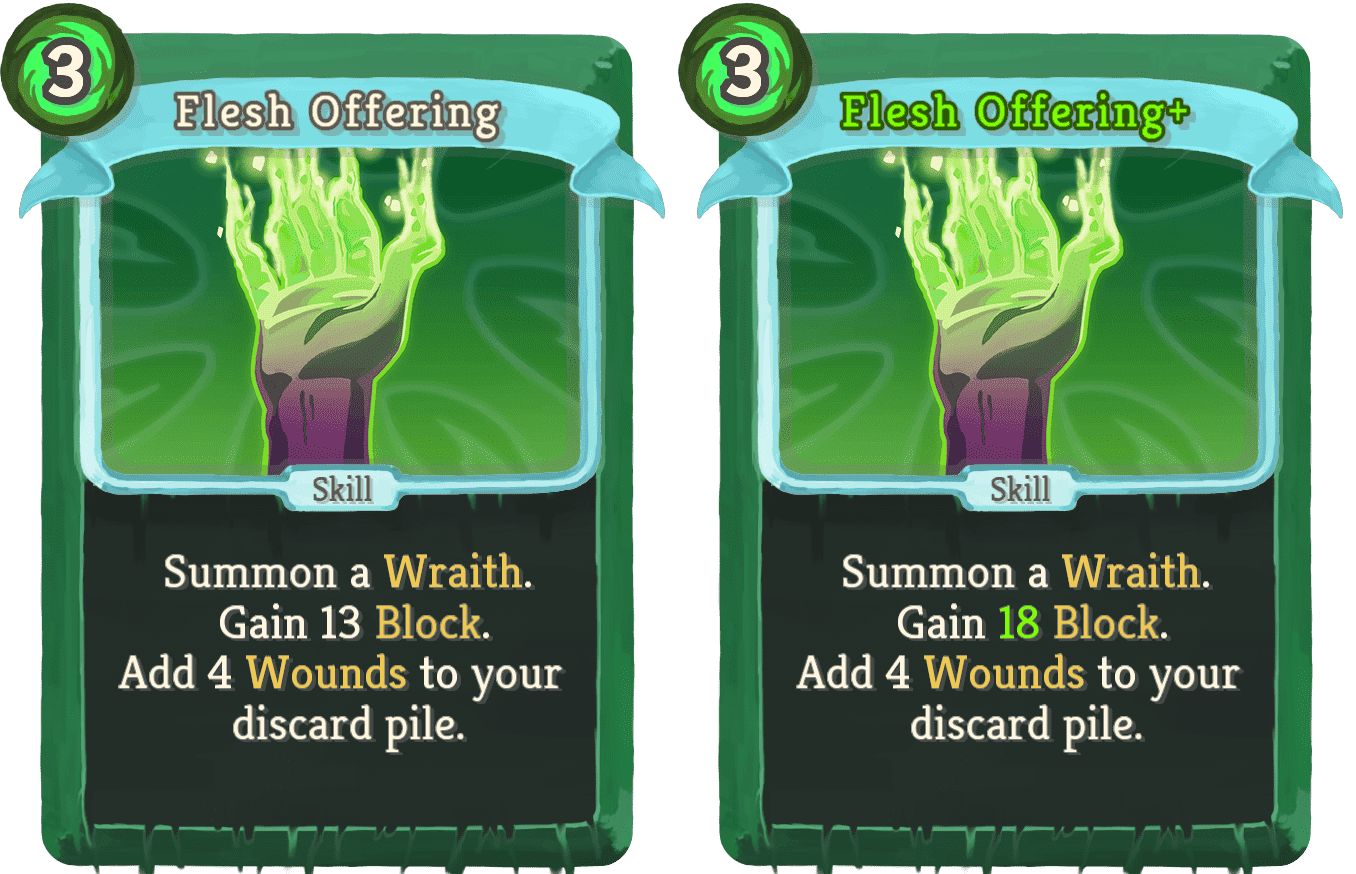 3
Flesh Offering
Skill
Summon a Wraith.
Gain 13 Block.
Add 4 Wounds to your
discard pile.
3
Flesh Offering+
Skill
Summon a Wraith.
Gain 18 Block.
Add 4 Wounds to your
discard pile.